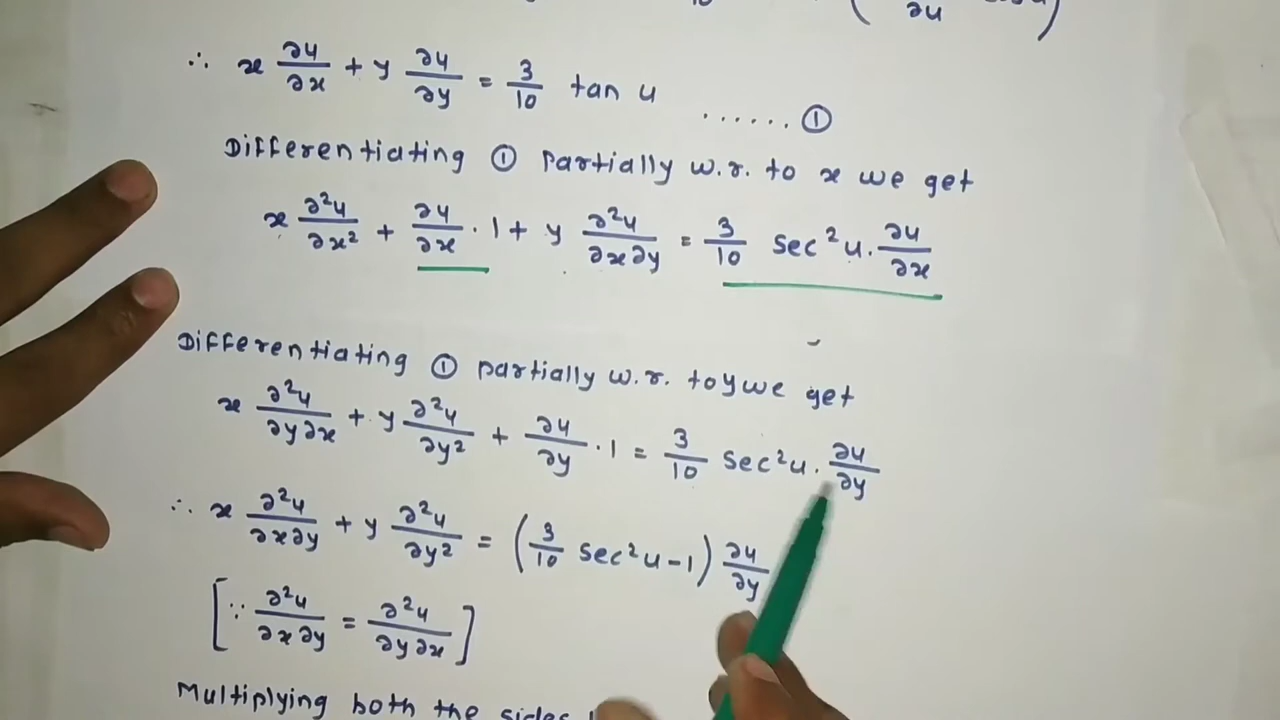 10 ( ∂u )
∴ x ∂u/∂x + y ∂u/∂y = 3/10 tan u ...... ①
Differentiating ① partially w.r. to x we get
x ∂²u/∂x² + ∂u/∂x · 1 + y ∂²u/∂x∂y = 3/10 sec²u · ∂u/∂x
Differentiating ① partially w.r. to y we get
x ∂²u/∂y∂x + y ∂²u/∂y² + ∂u/∂y · 1 = 3/10 sec²u · ∂u/∂y
∴ x ∂²u/∂x∂y + y ∂²u/∂y² = (3/10 sec²u - 1) ∂u/∂y
[∵ ∂²u/∂x∂y = ∂²u/∂y∂x]
Multiplying both the sides